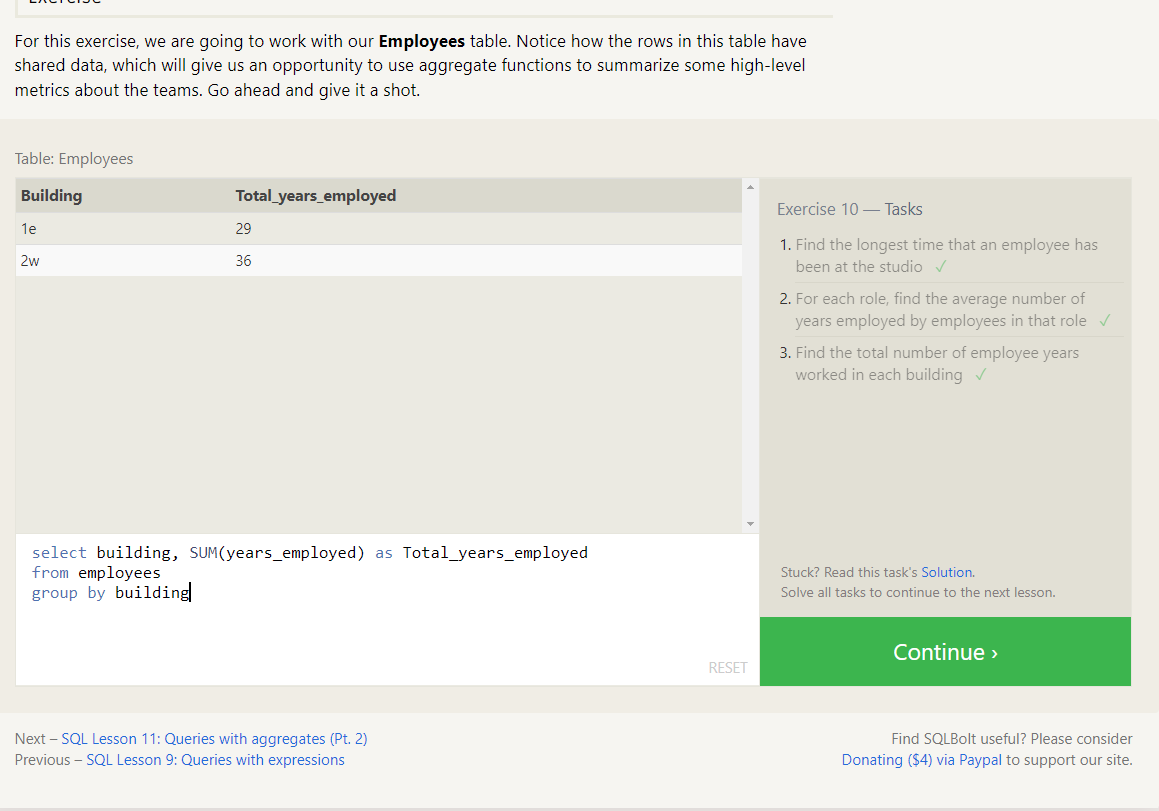 Exercise
For this exercise, we are going to work with our Employees table. Notice how the rows in this table have
shared data, which will give us an opportunity to use aggregate functions to summarize some high-level
metrics about the teams. Go ahead and give it a shot.
Table: Employees
Building Total_years_employed
1e 29
2w 36
select building, SUM(years_employed) as Total_years_employed
from employees
group by building
RESET
Exercise 10 — Tasks
1. Find the longest time that an employee has
been at the studio ✓
2. For each role, find the average number of
years employed by employees in that role ✓
3. Find the total number of employee years
worked in each building ✓
Stuck? Read this task's Solution.
Solve all tasks to continue to the next lesson.
Continue ›
Next – SQL Lesson 11: Queries with aggregates (Pt. 2)
Previous – SQL Lesson 9: Queries with expressions
Find SQLBolt useful? Please consider
Donating ($4) via Paypal to support our site.